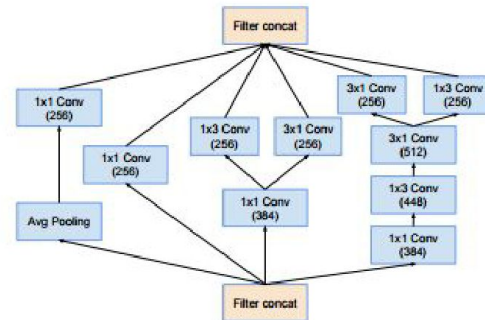 Filter concat
1x1 Conv
(256)
1x1 Conv
(256)
1x3 Conv
(256)
3x1 Conv
(256)
3x1 Conv
(256)
1x3 Conv
(256)
3x1 Conv
(512)
1x3 Conv
(448)
1x1 Conv
(384)
Avg Pooling
1x1 Conv
(384)
Filter concat